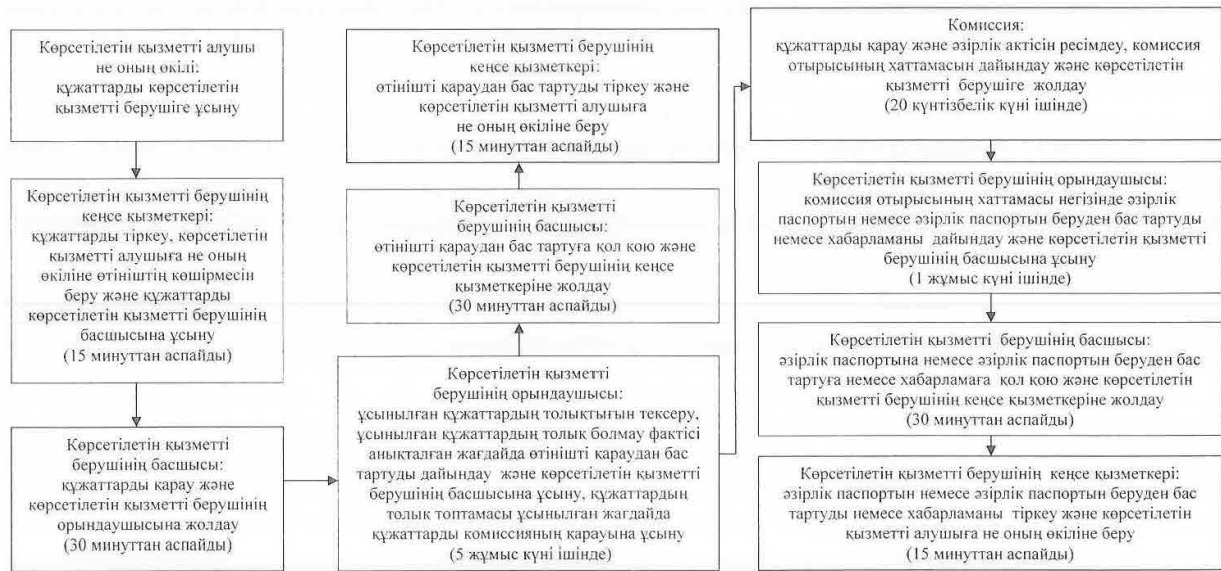 Көрсетілетін қызметті алушы
не оның өкілі:
құжаттарды көрсетілетін
қызметті берушіге ұсыну
Көрсетілетін қызметті берушінің
кеңсе қызметкері:
құжаттарды тіркеу, көрсетілетін
қызметті алушыға не оның
өкіліне өтініштің көшірмесін
беру және құжаттарды
көрсетілетін қызметті берушінің
басшысына ұсыну
(15 минуттан аспайды)
Көрсетілетін қызметті
берушінің басшысы:
құжаттарды қарау және
көрсетілетін қызметті берушінің
орындаушысына жолдау
(30 минуттан аспайды)
Көрсетілетін қызметті
берушінің орындаушысы:
ұсынылған құжаттардың толықтығын тексеру,
ұсынылған құжаттардың толық болмау фактісі
анықталған жағдайда өтінішті қараудан бас
тартуды дайындау және көрсетілетін қызметті
берушінің басшысына ұсыну, құжаттардың
толық топтамасы ұсынылған жағдайда
құжаттарды комиссияның қарауына ұсыну
(5 жұмыс күні ішінде)
Көрсетілетін қызметті
берушінің басшысы:
өтінішті қараудан бас тартуға қол қою және
көрсетілетін қызметті берушінің кеңсе
қызметкеріне жолдау
(30 минуттан аспайды)
Көрсетілетін қызметті берушінің
кеңсе қызметкері:
өтінішті қараудан бас тартуды тіркеу және
көрсетілетін қызметті алушыға
не оның өкіліне беру
(15 минуттан аспайды)
Комиссия:
құжаттарды қарау және әзірлік актісін ресімдеу, комиссия
отырысының хаттамасын дайындау және көрсетілетін
қызметті берушіге жолдау
(20 күнтізбелік күні ішінде)
Көрсетілетін қызметті берушінің орындаушысы:
комиссия отырысының хаттамасы негізінде әзірлік
паспортын немесе әзірлік паспортын беруден бас тартуды
немесе хабарламаны дайындау және көрсетілетін қызметті
берушінің басшысына ұсыну
(1 жұмыс күні ішінде)
Көрсетілетін қызметті берушінің басшысы:
әзірлік паспортына немесе әзірлік паспортын беруден бас
тартуға немесе хабарламаға қол қою және көрсетілетін
қызметті берушінің кеңсе қызметкеріне жолдау
(30 минуттан аспайды)
Көрсетілетін қызметті берушінің кеңсе қызметкері:
әзірлік паспортын немесе әзірлік паспортын беруден бас
тартуды немесе хабарламаны тіркеу және көрсетілетін
қызметті алушыға не оның өкіліне беру
(15 минуттан аспайды)